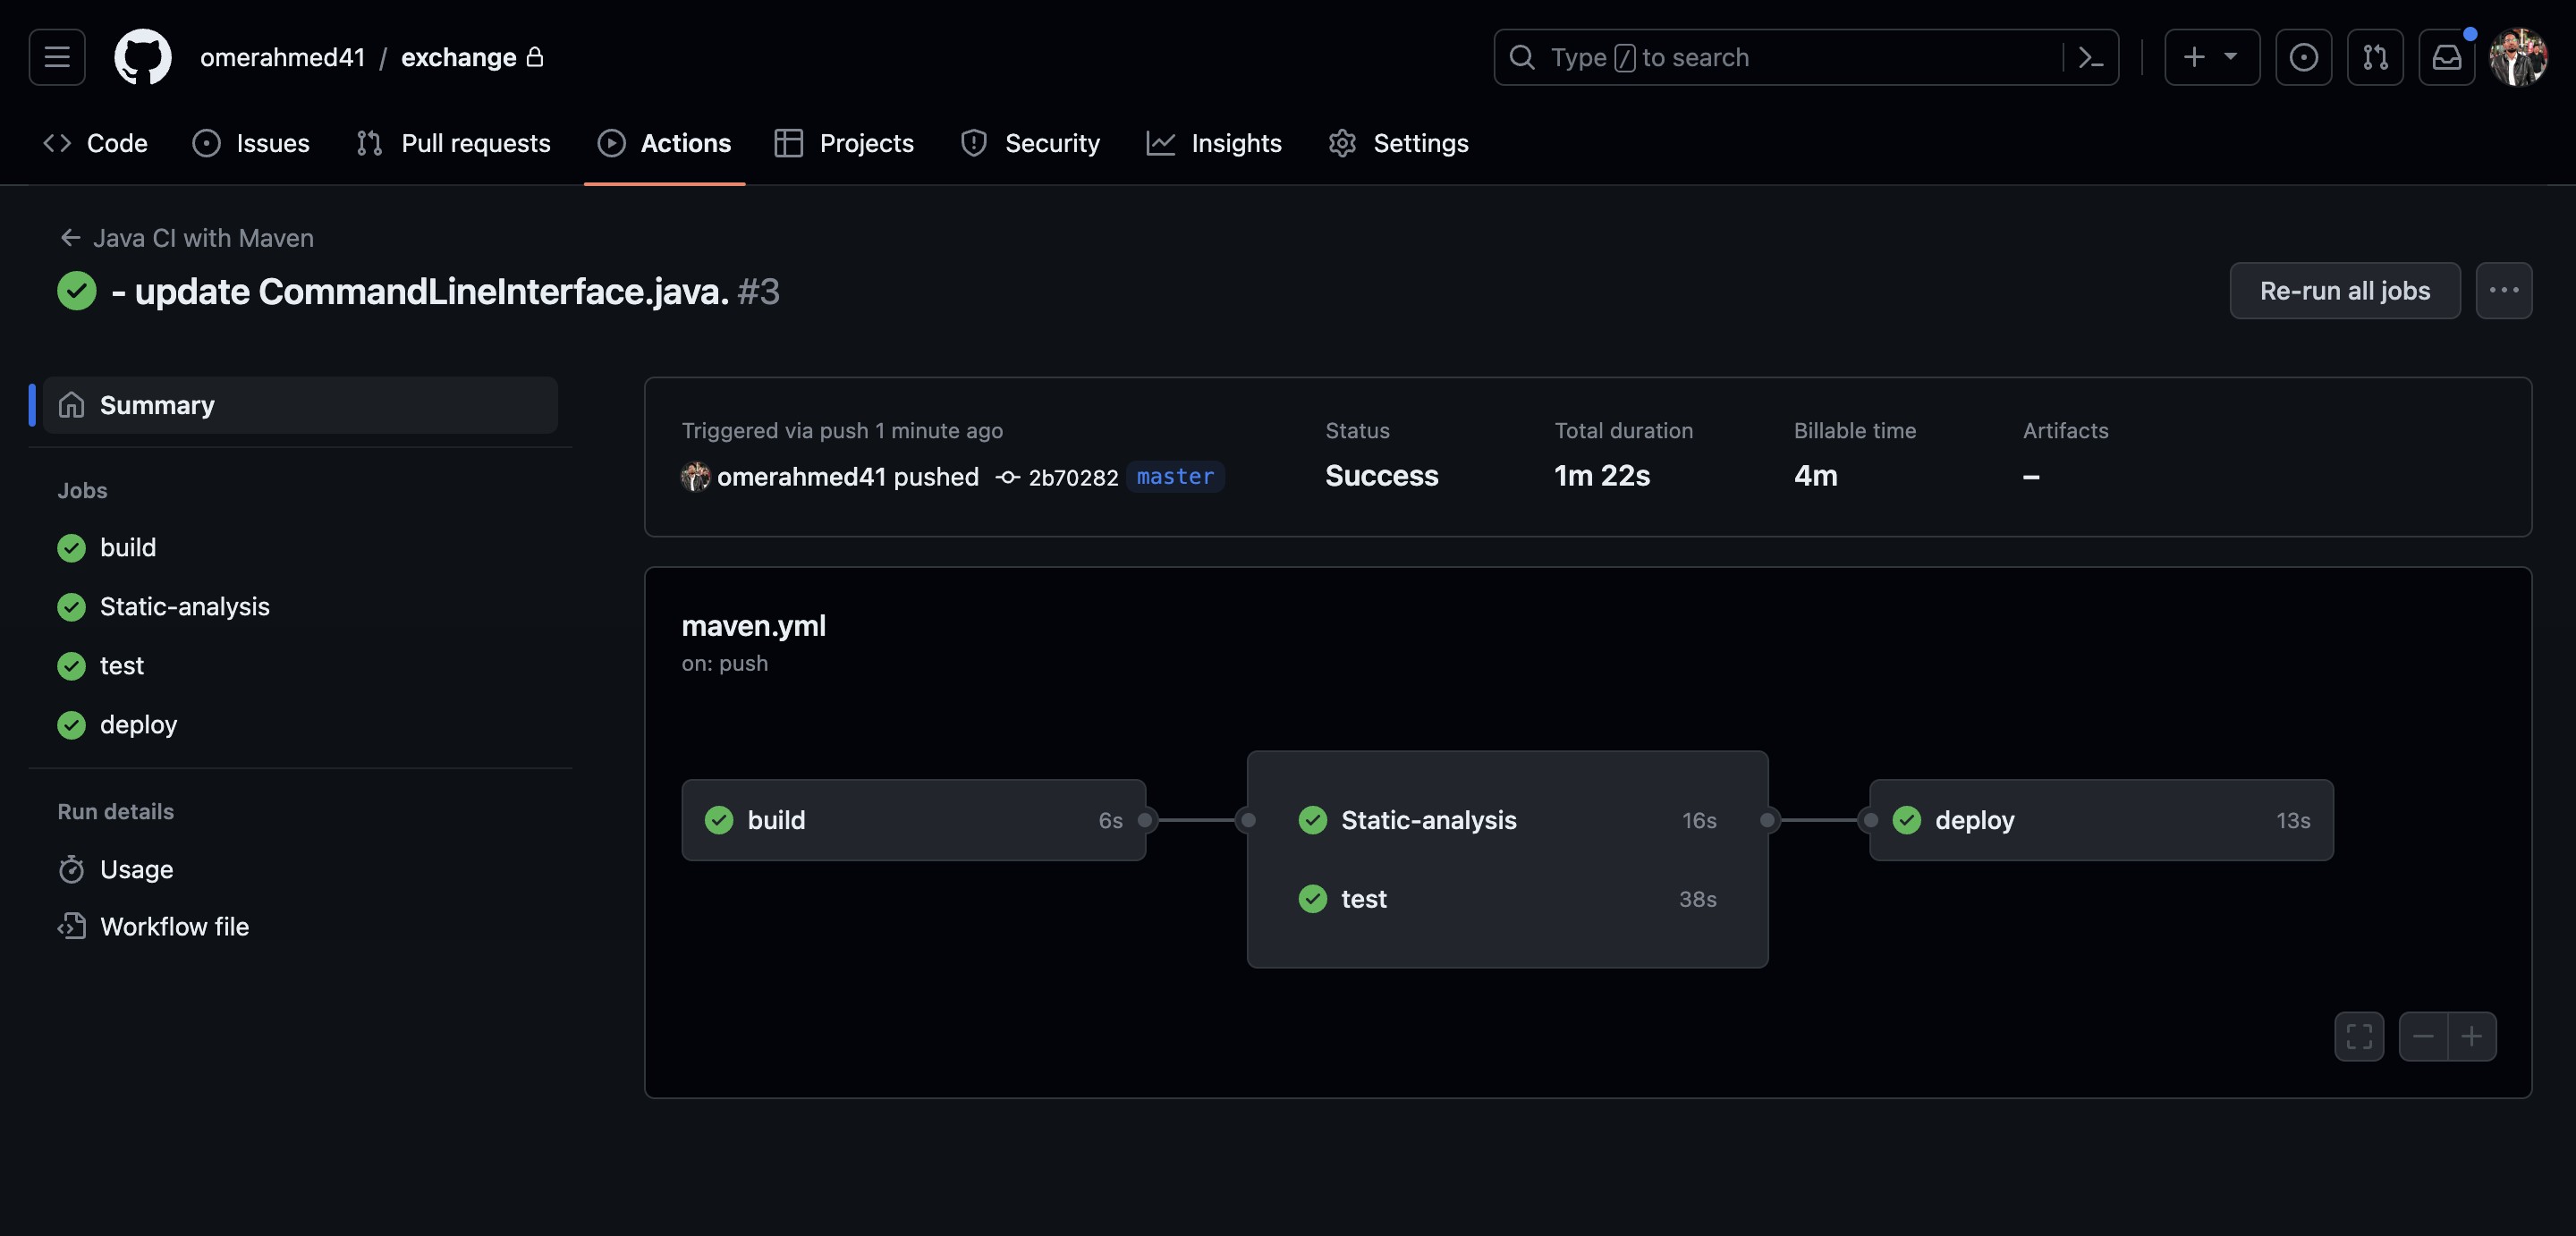 omerahmed41 / exchange
Type / to search
Code Issues Pull requests Actions Projects Security Insights Settings
← Java CI with Maven
- update CommandLineInterface.java. #3
Re-run all jobs
Summary
Jobs
build
Static-analysis
test
deploy
Run details
Usage
Workflow file
Triggered via push 1 minute ago
omerahmed41 pushed 2b70282 master
Status
Success
Total duration
1m 22s
Billable time
4m
Artifacts
–
maven.yml
on: push
build 6s
Static-analysis 16s
test 38s
deploy 13s